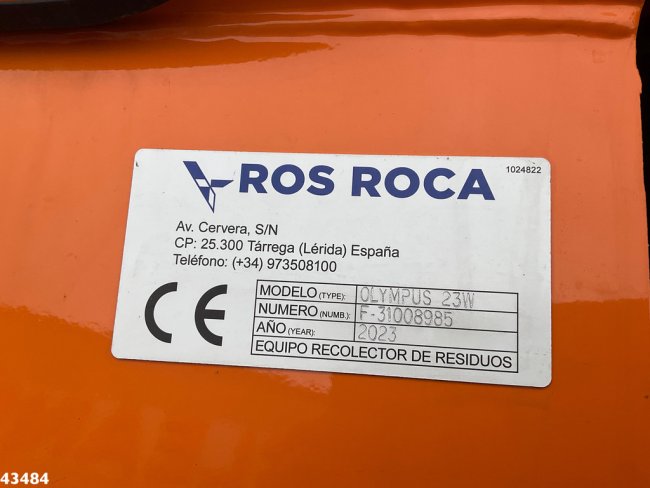 ROS ROCA
1024822
Av. Cervera, S/N
CP: 25.300 Tárrega (Lérida) España
Teléfono: (+34) 973508100
CE
MODELO (TYPE): OLYMPUS 23W
NUMERO (NUMB.): F-31008985
AÑO (YEAR): 2023
EQUIPO RECOLECTOR DE RESIDUOS
43484